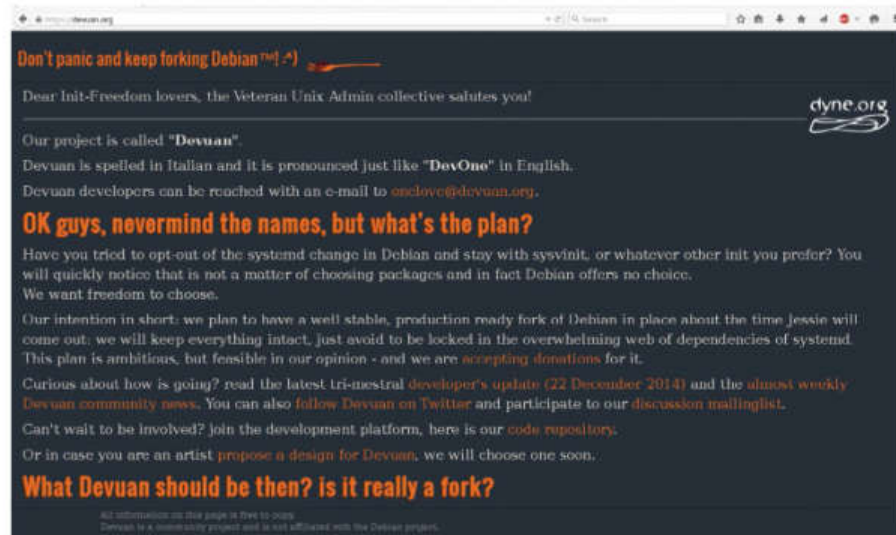 devuan.org
Search
Don't panic and keep forking Debian™! :^)
Dear Init-Freedom lovers, the Veteran Unix Admin collective salutes you!
dyne.org
Our project is called "Devuan".
Devuan is spelled in Italian and it is pronounced just like "DevOne" in English.
Devuan developers can be reached with an e-mail to onelove@devuan.org.
OK guys, nevermind the names, but what's the plan?
Have you tried to opt-out of the systemd change in Debian and stay with sysvinit, or whatever other init you prefer? You
will quickly notice that is not a matter of choosing packages and in fact Debian offers no choice.
We want freedom to choose.
Our intention in short: we plan to have a well stable, production ready fork of Debian in place about the time Jessie will
come out; we will keep everything intact, just avoid to be locked in the overwhelming web of dependencies of systemd.
This plan is ambitious, but feasible in our opinion - and we are accepting donations for it.
Curious about how is going? read the latest tri-mestral developer's update (22 December 2014) and the almost weekly
Devuan community news. You can also follow Devuan on Twitter and participate to our discussion mailinglist.
Can't wait to be involved? join the development platform, here is our code repository.
Or in case you are an artist propose a design for Devuan, we will choose one soon.
What Devuan should be then? is it really a fork?
All information on this page is free to copy.
Devuan is a community project and is not affiliated with the Debian project.